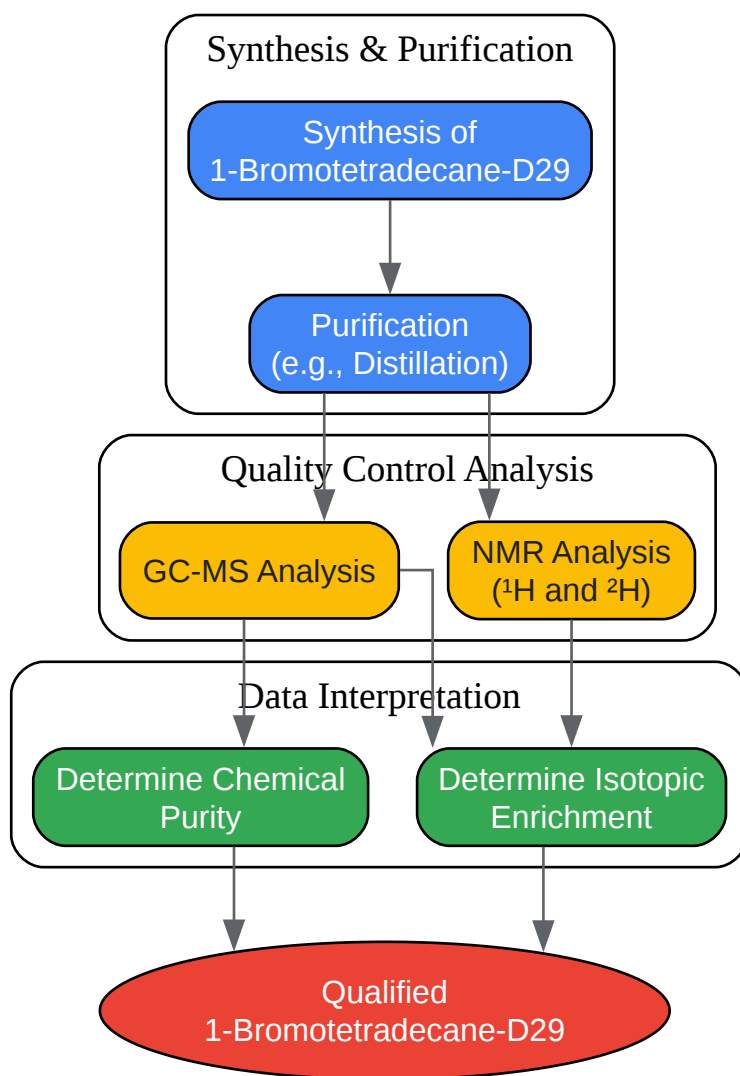 Synthesis & Purification
Synthesis of
1-Bromotetradecane-D29
Purification
(e.g., Distillation)
Quality Control Analysis
GC-MS Analysis
NMR Analysis
(¹H and ²H)
Data Interpretation
Determine Chemical
Purity
Determine Isotopic
Enrichment
Qualified
1-Bromotetradecane-D29